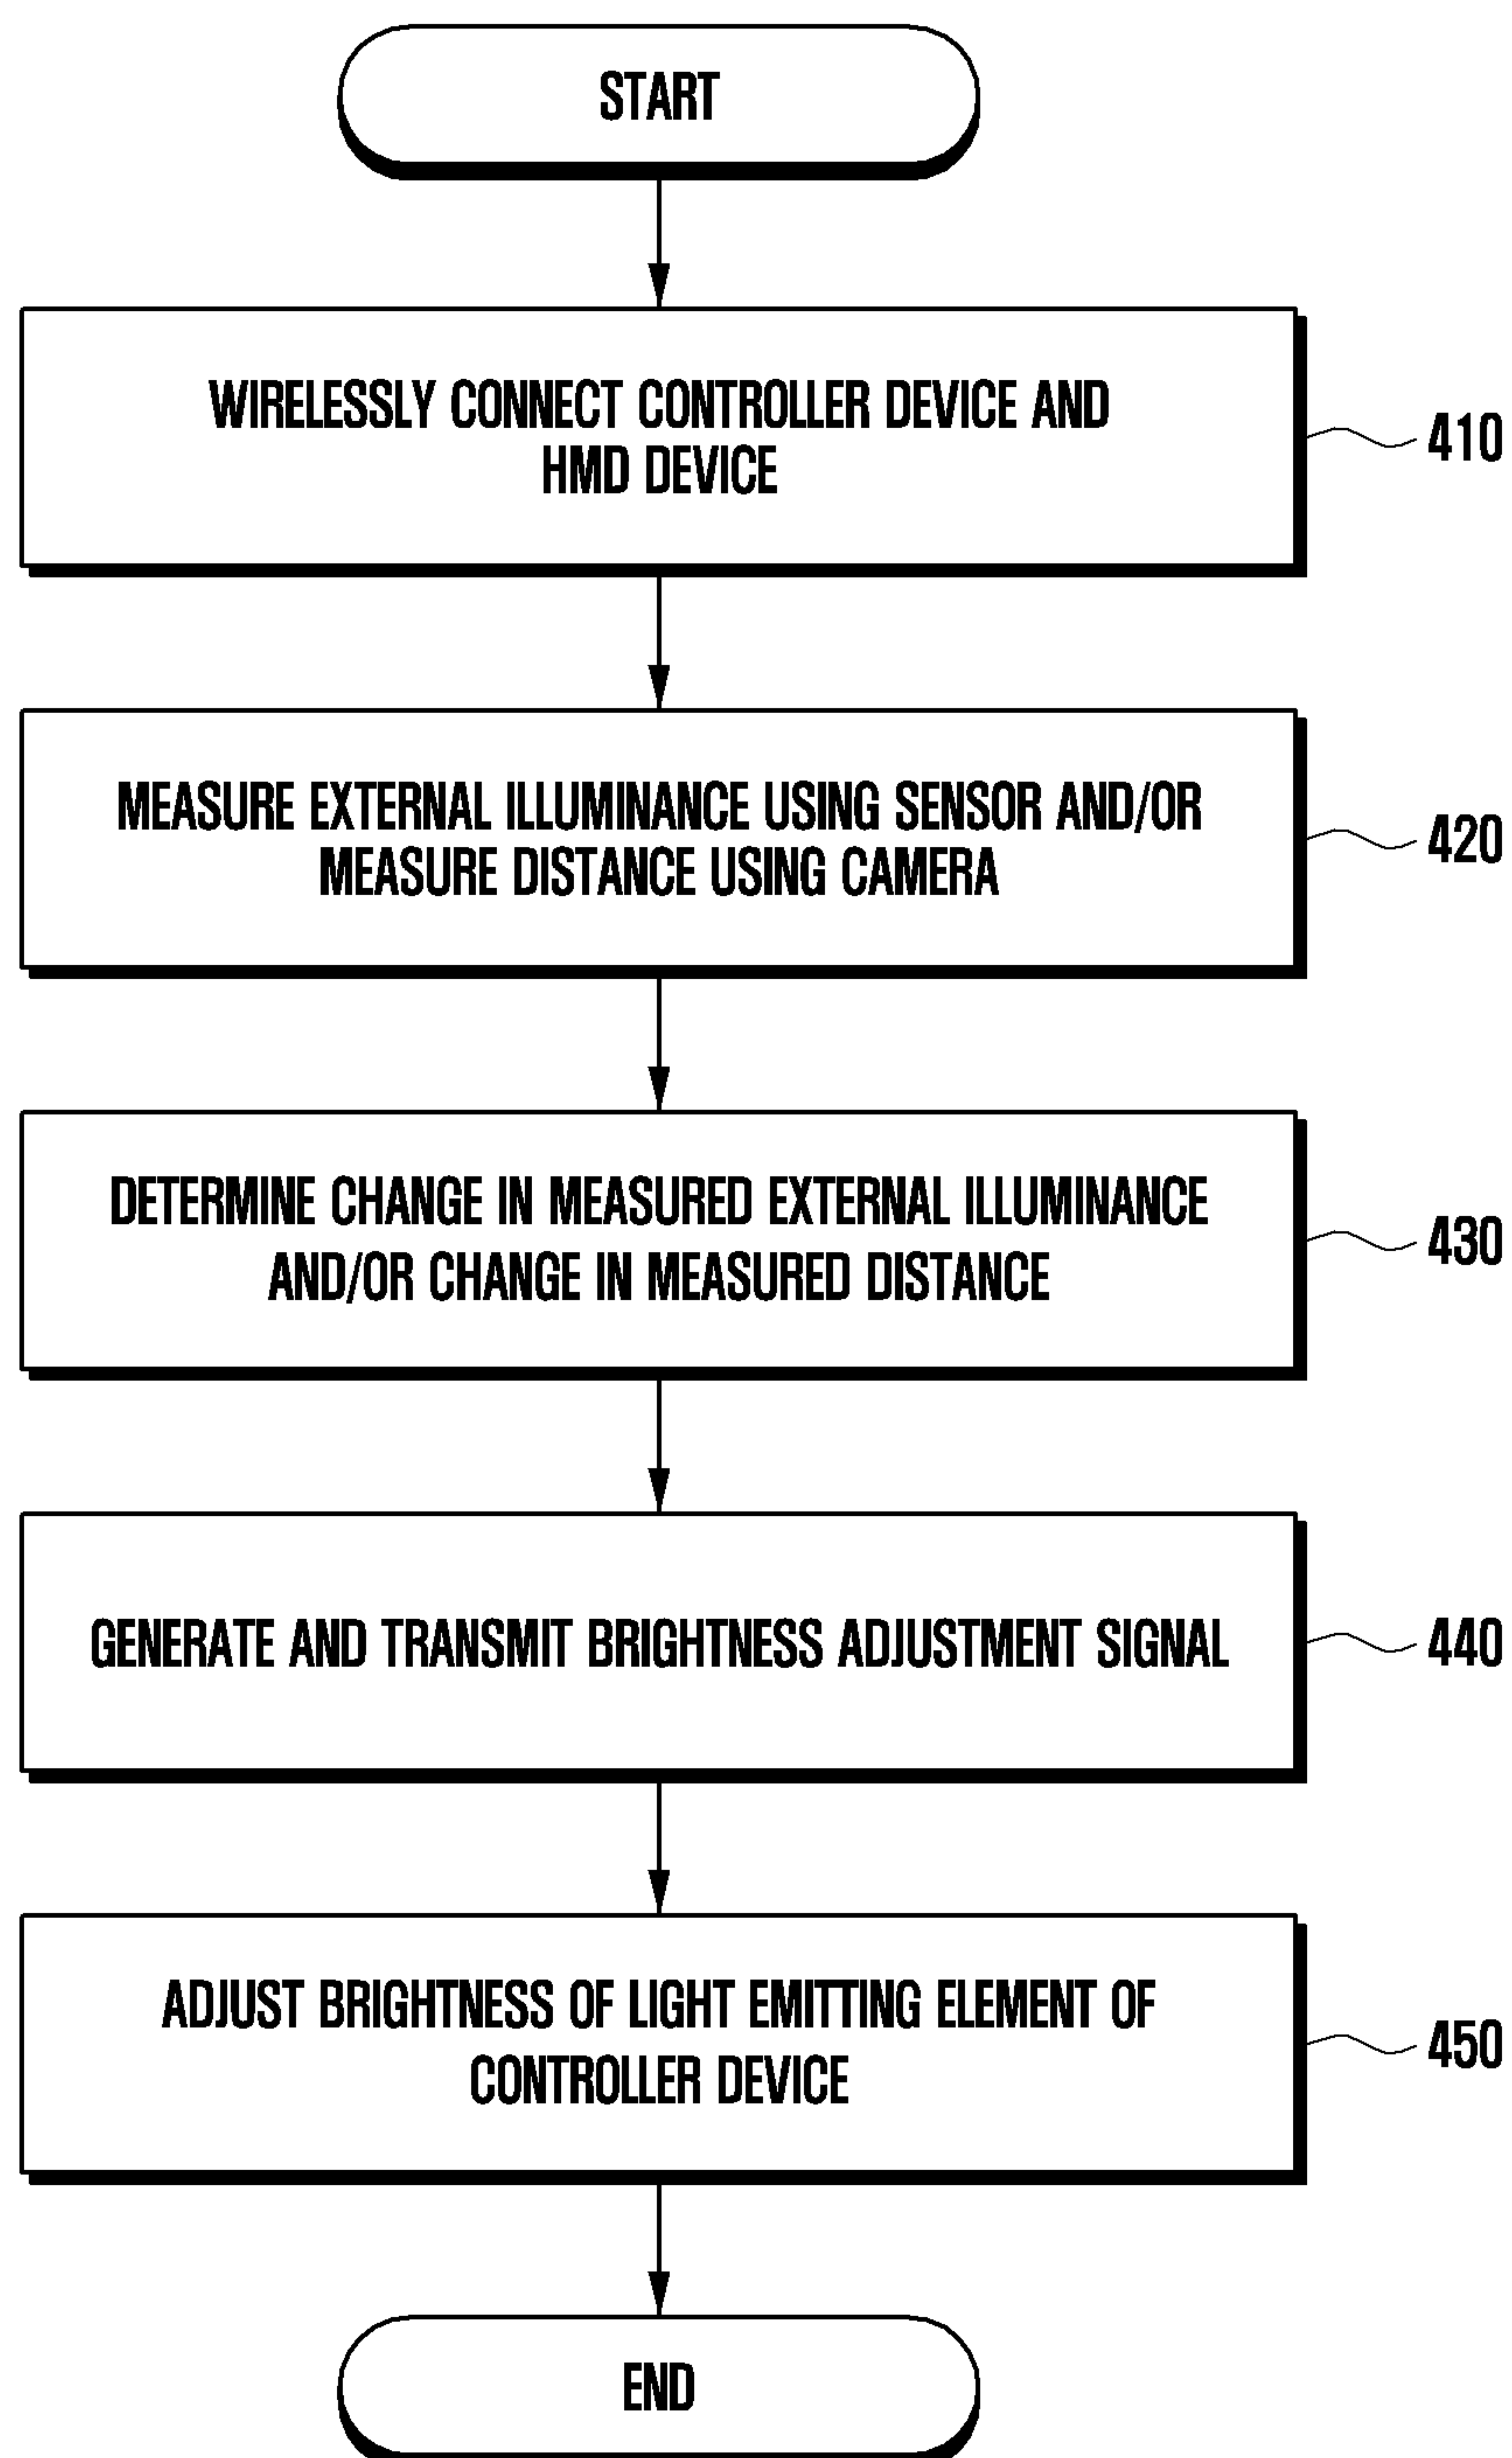 START
WIRELESSLY CONNECT CONTROLLER DEVICE AND
HMD DEVICE
410
MEASURE EXTERNAL ILLUMINANCE USING SENSOR AND/OR
MEASURE DISTANCE USING CAMERA
420
DETERMINE CHANGE IN MEASURED EXTERNAL ILLUMINANCE
AND/OR CHANGE IN MEASURED DISTANCE
430
GENERATE AND TRANSMIT BRIGHTNESS ADJUSTMENT SIGNAL
440
ADJUST BRIGHTNESS OF LIGHT EMITTING ELEMENT OF
CONTROLLER DEVICE
450
END